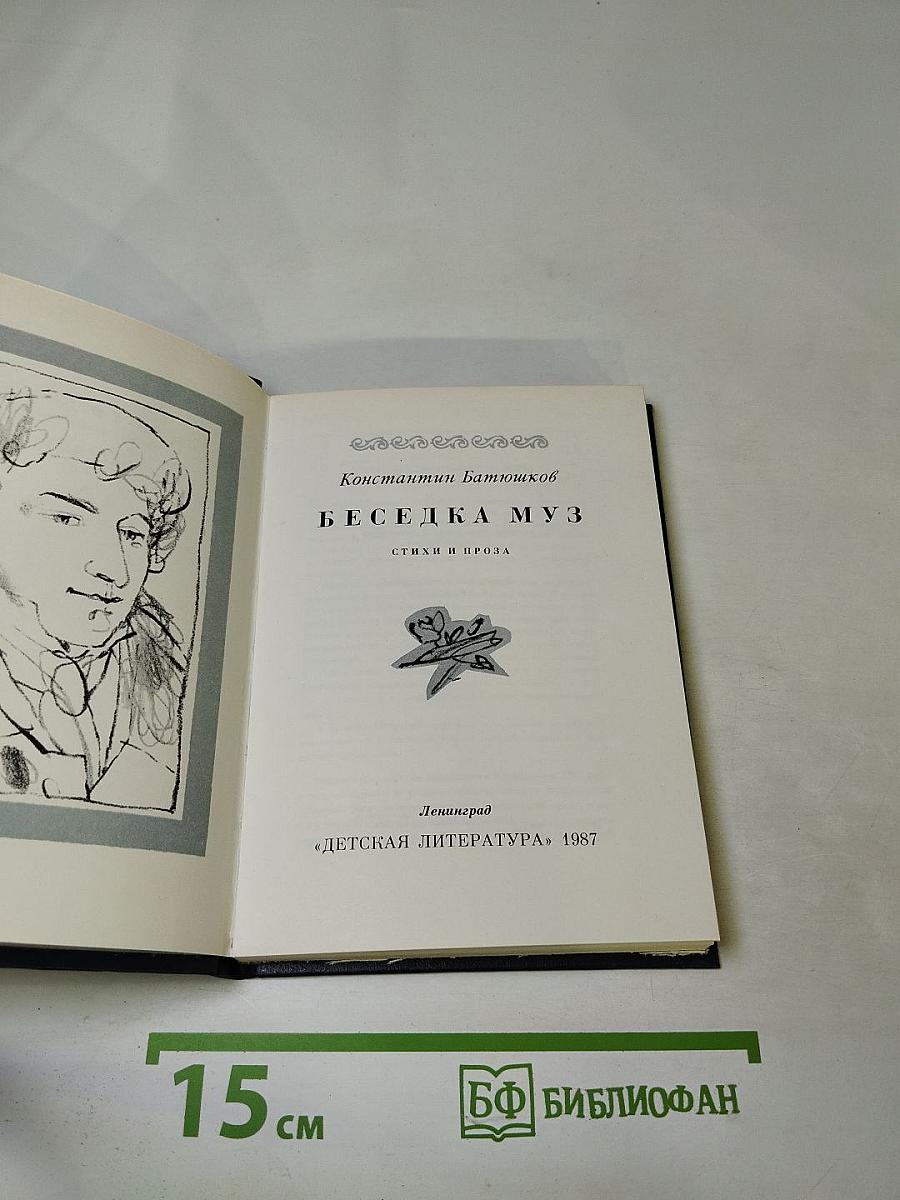 Константин Батюшков
БЕСЕДКА МУЗ
СТИХИ И ПРОЗА
Ленинград
«ДЕТСКАЯ ЛИТЕРАТУРА» 1987
15 см
БФ БИБЛИОФАН